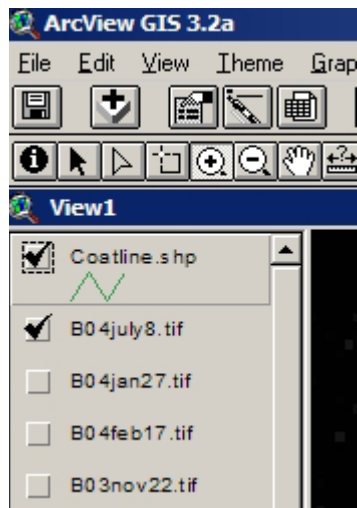 ArcView GIS 3.2a
File Edit View Theme Grap
View1
Coatline.shp
B04july8.tif
B04jan27.tif
B04feb17.tif
B03nov22.tif